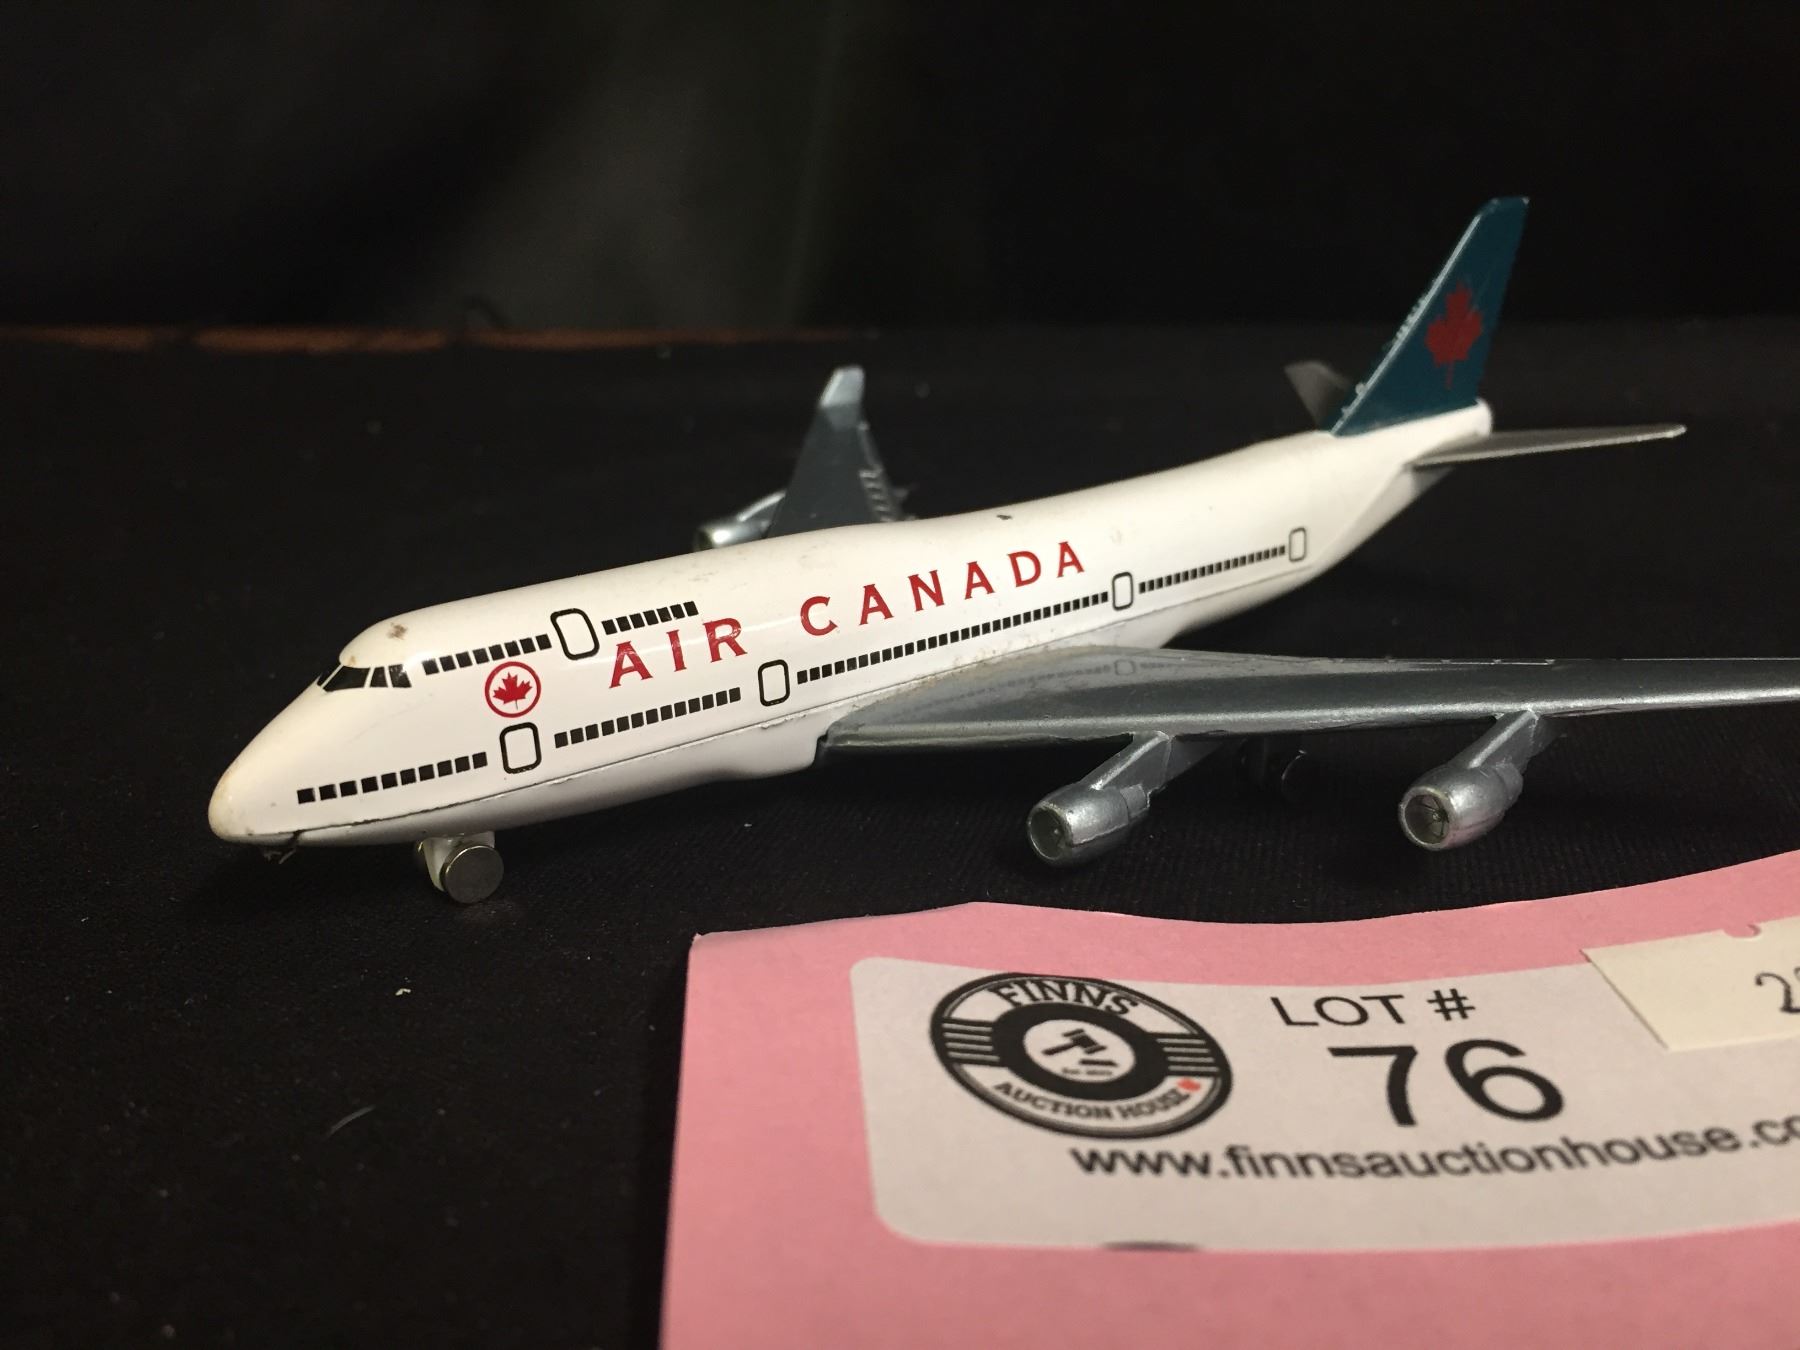 AIR CANADA
FINNS
AUCTION HOUSE
LOT #
76
www.finnsauctionhouse.co